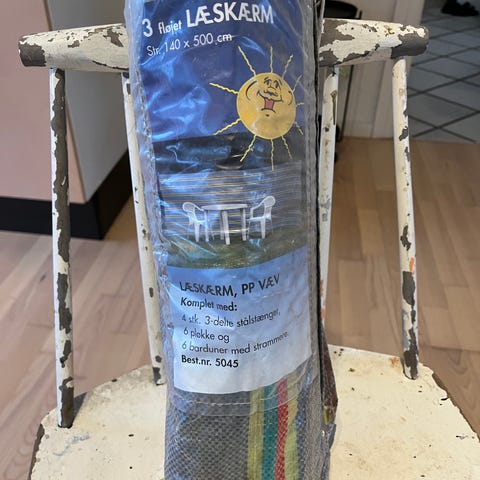 3 fløjet LÆSKÆRM
Str. 140 x 500 cm
LÆSKÆRM, PP VÆV
Komplet med:
4 stk. 3-delte stålstænger,
6 pløkke og
6 barduner med strammere.
Best.nr. 5045